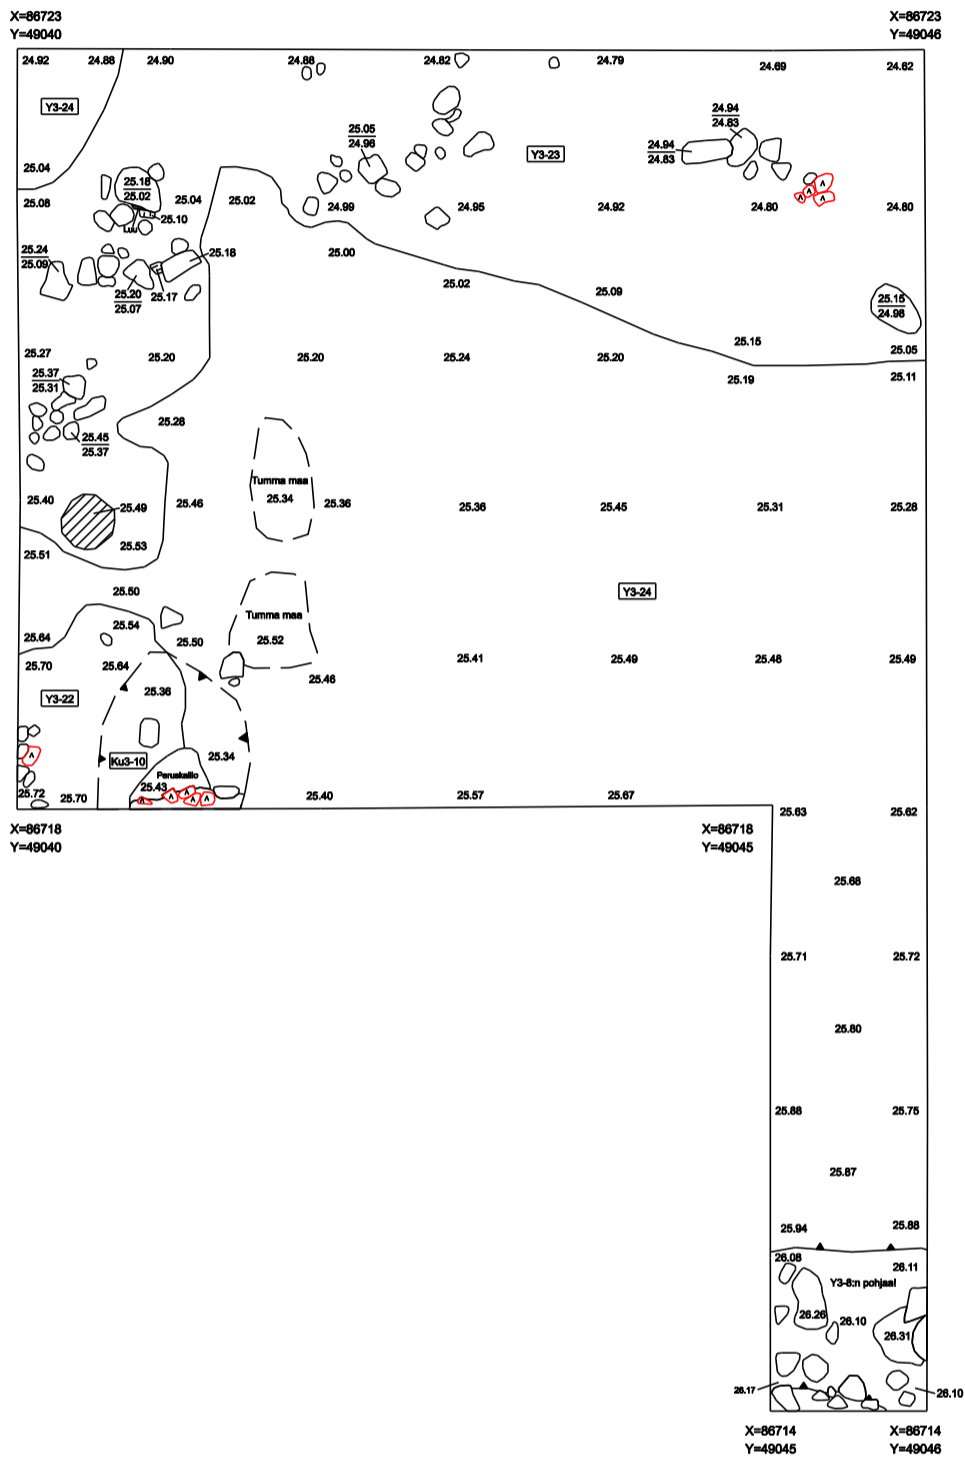 X=86723 X=86723
Y=49040 Y=49046
24.92 24.88 24.90 24.88 24.82 24.79 24.69 24.62
Y3-24
24.94
24.83
25.05
24.96
24.94
24.83
Y3-23
25.04
25.18
25.02
25.08 25.04 25.02 24.99 24.95 24.92 24.80 24.80
25.10
Luu
25.24
25.09
25.18
25.00
25.20
25.07
25.17
25.02 25.09
25.15
24.98
25.15
25.27 25.20 25.20 25.24 25.20 25.05
25.37
25.31
25.19 25.11
25.28
25.45
25.37
Tumma maa
25.34
25.40 25.49 25.46 25.36 25.36 25.45 25.31 25.28
25.53
25.51
25.50
Y3-24
25.54
Tumma maa
25.64 25.50 25.52
25.70 25.64 25.46 25.41 25.49 25.48 25.49
Y3-22
25.36
Ku3-10
25.34
Peruskallio
25.43
25.72 25.70 25.40 25.57 25.67
25.63 25.62
X=86718 X=86718
Y=49040 Y=49045
25.68
25.71 25.72
25.80
25.88 25.75
25.87
25.94 25.88
26.08 26.11
Y3-8:n pohjaa!
26.26 26.10
26.31
26.17 26.10
X=86714 X=86714
Y=49045 Y=49046